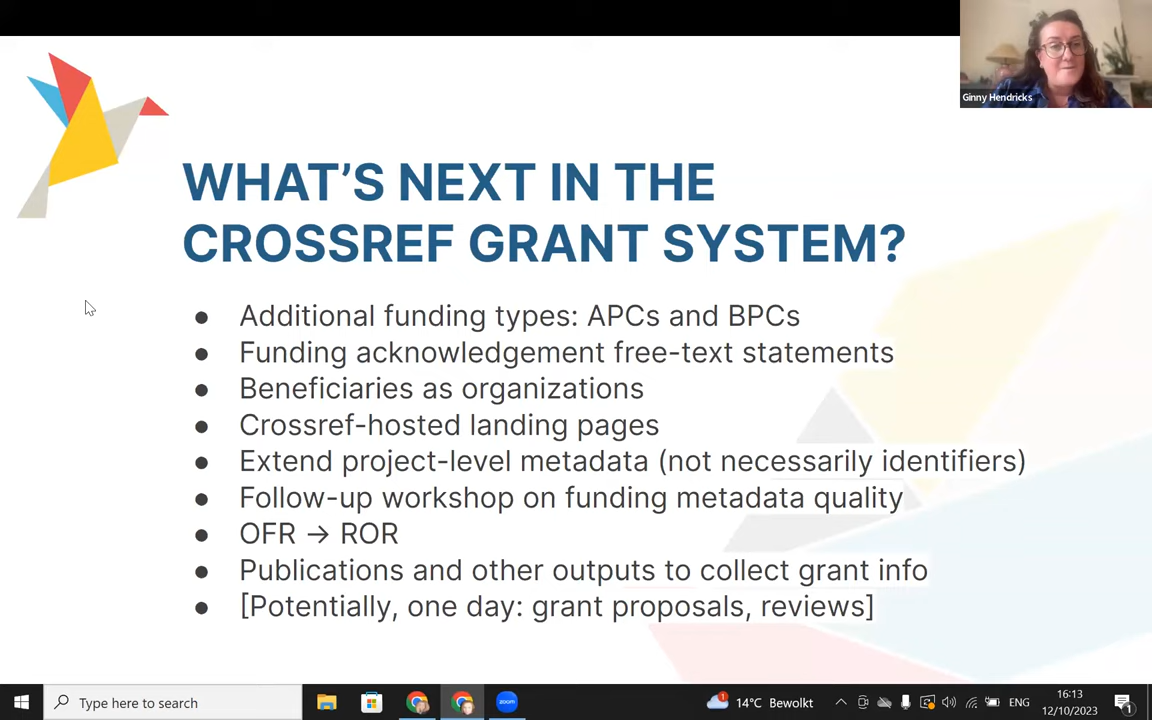 Ginny Hendricks
WHAT'S NEXT IN THE
CROSSREF GRANT SYSTEM?
● Additional funding types: APCs and BPCs
● Funding acknowledgement free-text statements
● Beneficiaries as organizations
● Crossref-hosted landing pages
● Extend project-level metadata (not necessarily identifiers)
● Follow-up workshop on funding metadata quality
● OFR → ROR
● Publications and other outputs to collect grant info
● [Potentially, one day: grant proposals, reviews]
Type here to search
zoom
1
14°C Bewolkt
ENG
16:13
12/10/2023
1